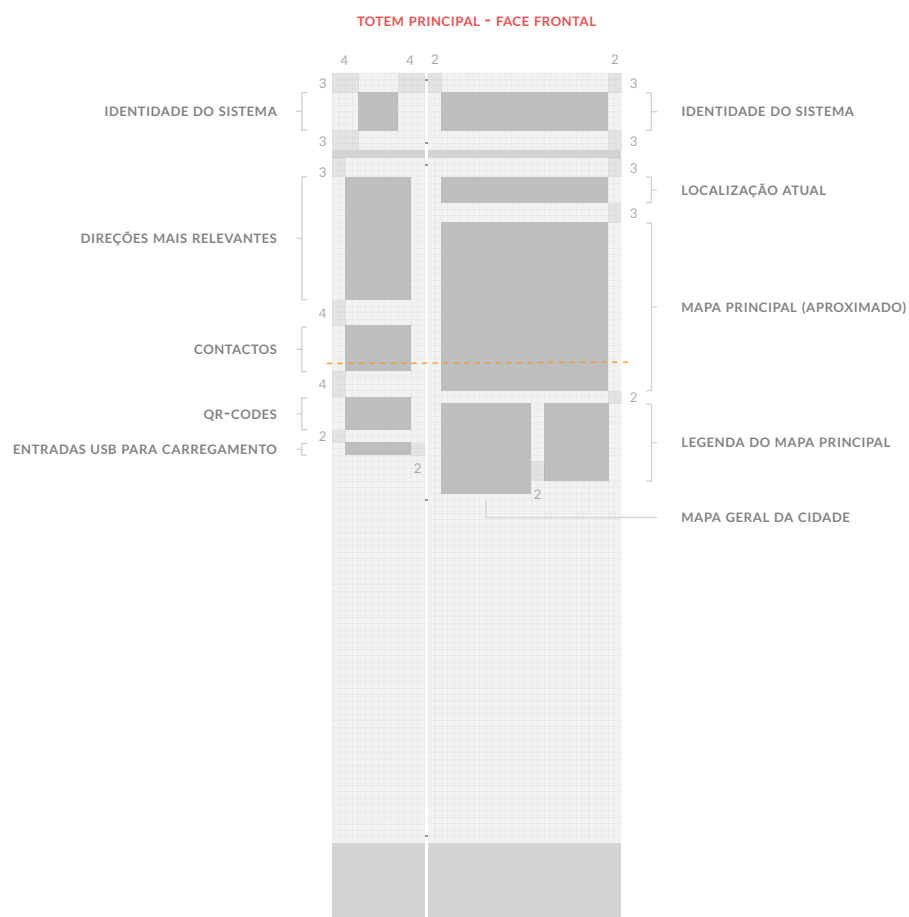 TOTEM PRINCIPAL - FACE FRONTAL
4 4 2 2
3 3
IDENTIDADE DO SISTEMA IDENTIDADE DO SISTEMA
3 3
3 3
LOCALIZAÇÃO ATUAL
3
DIREÇÕES MAIS RELEVANTES
MAPA PRINCIPAL (APROXIMADO)
4
CONTACTOS
4
2
QR-CODES
2
LEGENDA DO MAPA PRINCIPAL
ENTRADAS USB PARA CARREGAMENTO
2
2
MAPA GERAL DA CIDADE